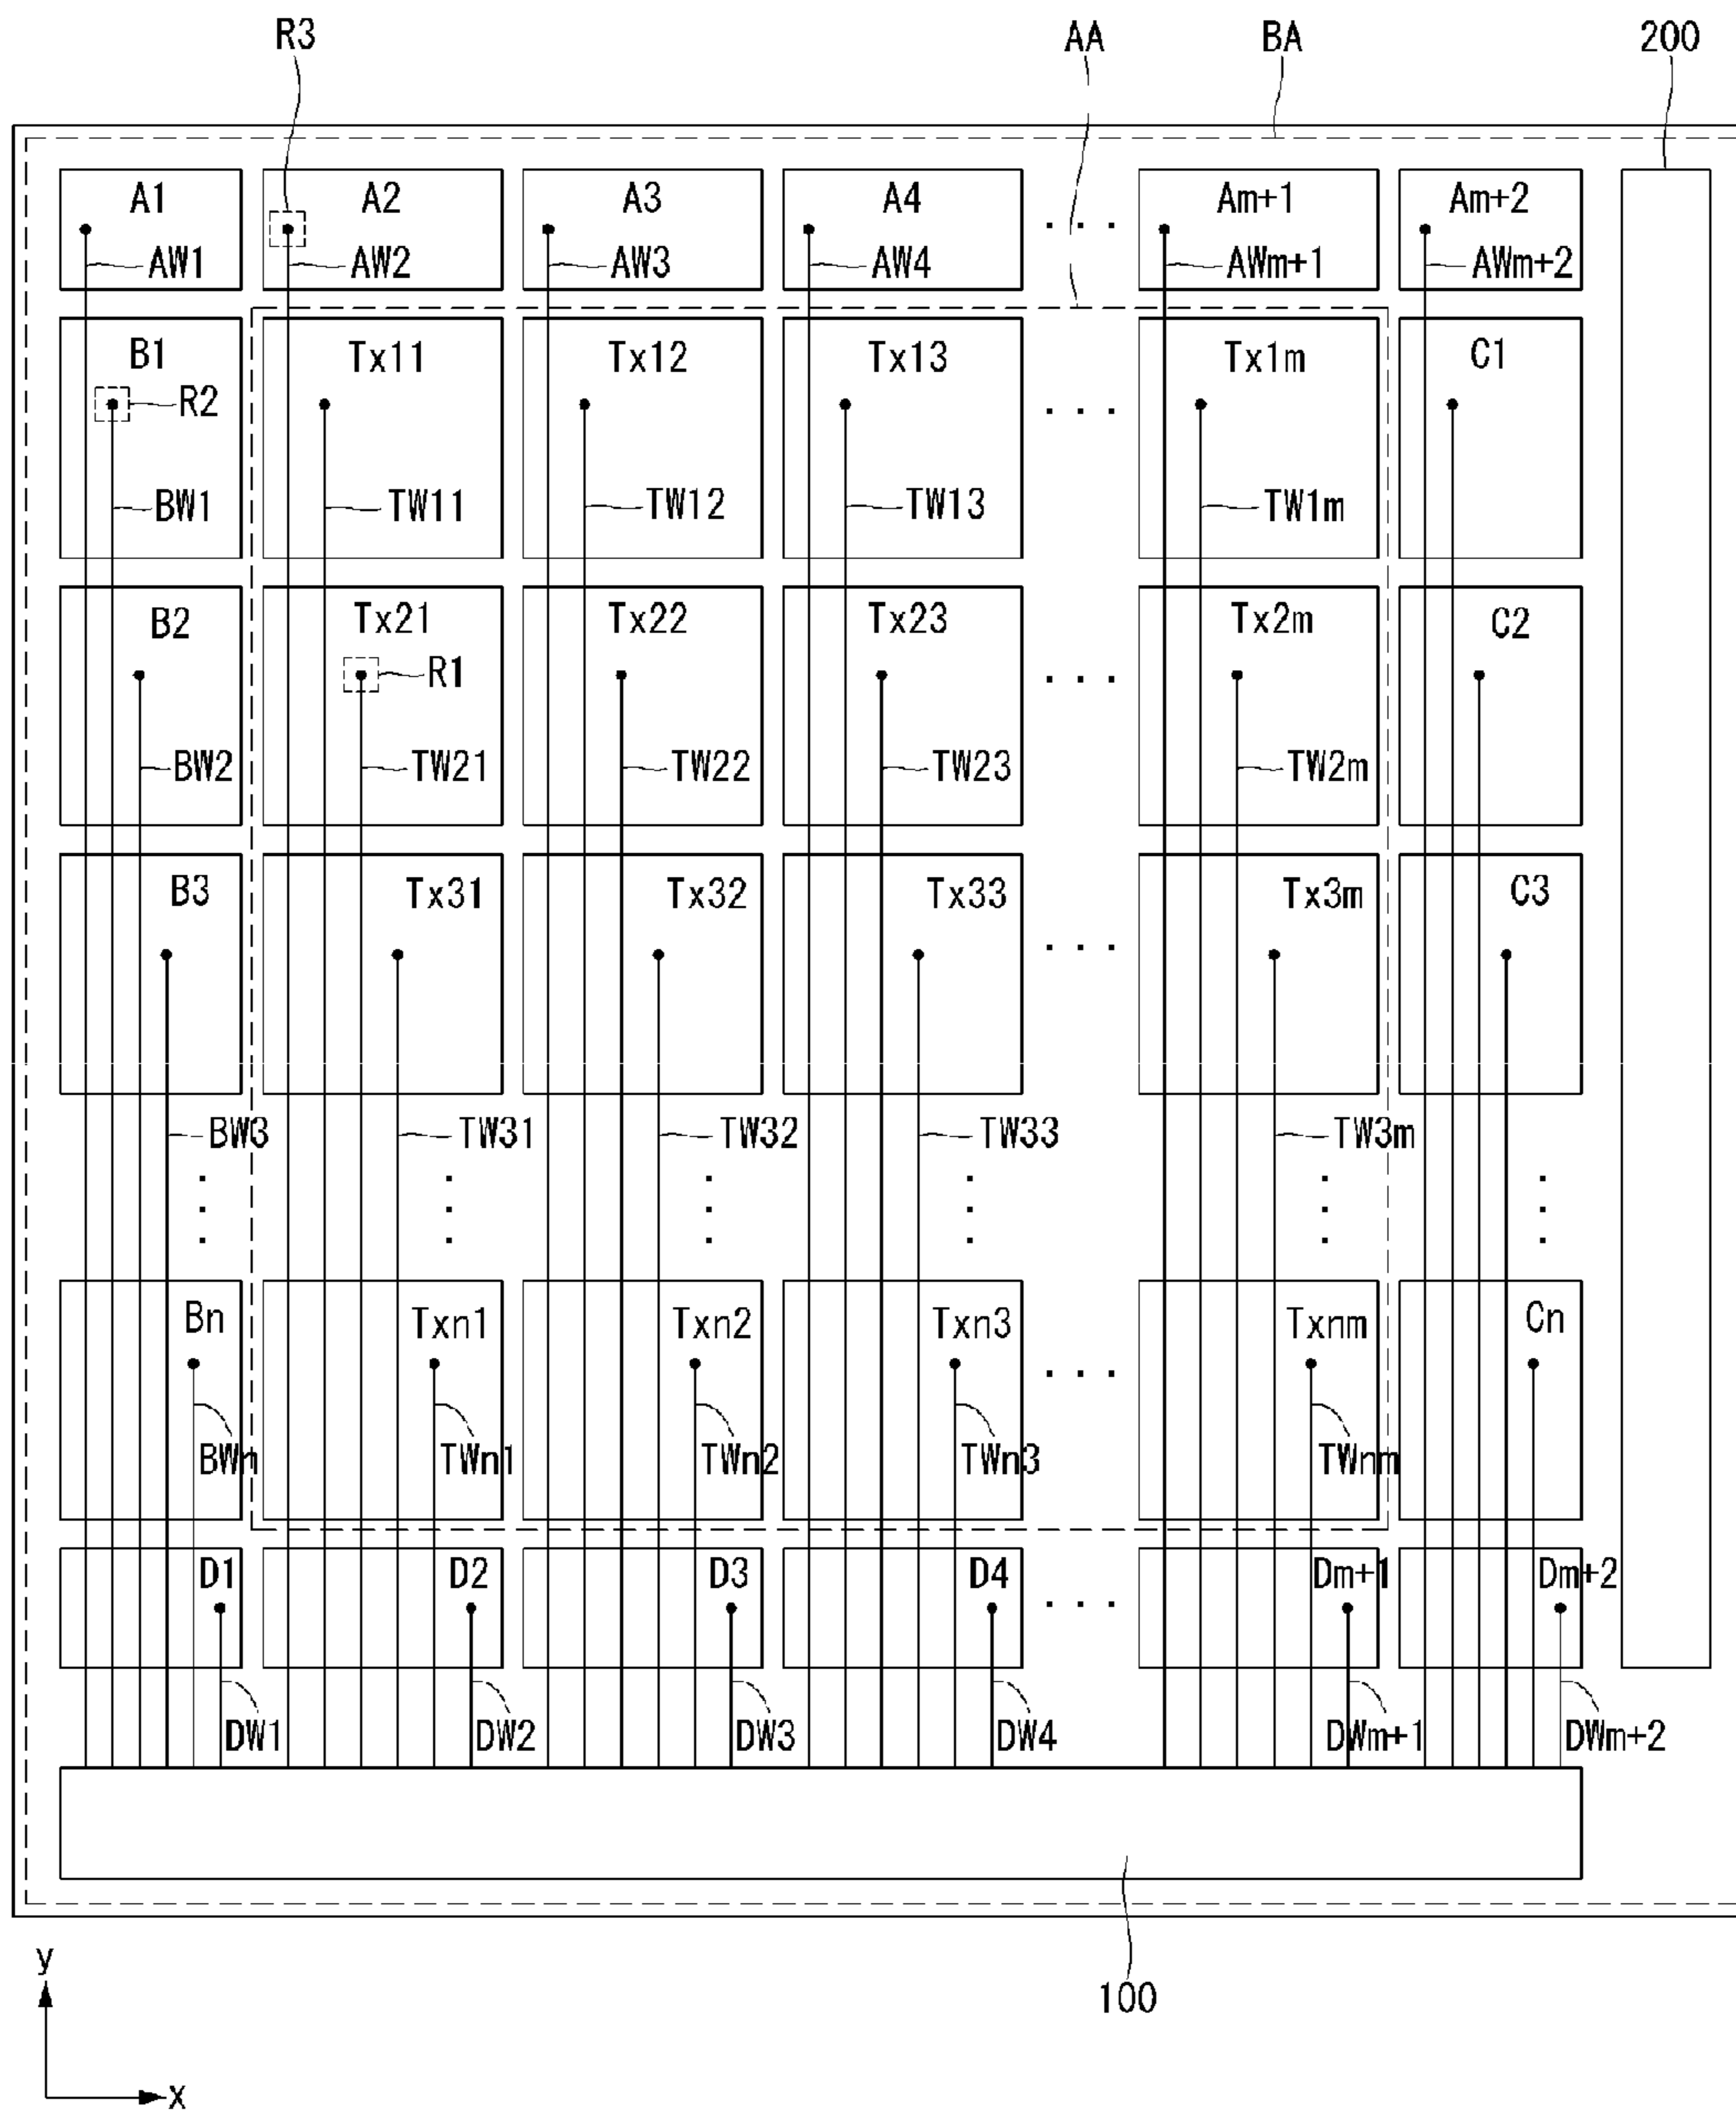 R3 AA BA 200
A1 A2 A3 A4 Am+1 Am+2
. . .
AW1 AW2 AW3 AW4 AWm+1 AWm+2
B1 Tx11 Tx12 Tx13 Tx1m C1
R2 . . .
BW1 TW11 TW12 TW13 TW1m
B2 Tx21 Tx22 Tx23 Tx2m C2
R1 . . .
BW2 TW21 TW22 TW23 TW2m
B3 Tx31 Tx32 Tx33 Tx3m C3
. . .
BW3 TW31 TW32 TW33 TW3m
Bn Txn1 Txn2 Txn3 Txnm Cn
. . .
BWn TWn1 TWn2 TWn3 TWnm
D1 D2 D3 D4 Dm+1 Dm+2
. . .
DW1 DW2 DW3 DW4 DWm+1 DWm+2
y
100
x